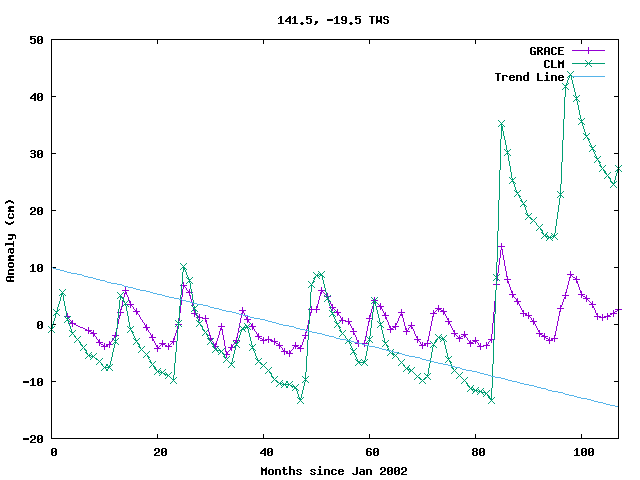 141.5, -19.5 TWS
GRACE
CLM
Trend Line
50
40
30
20
10
0
-10
-20
Anomaly (cm)
0 20 40 60 80 100
Months since Jan 2002